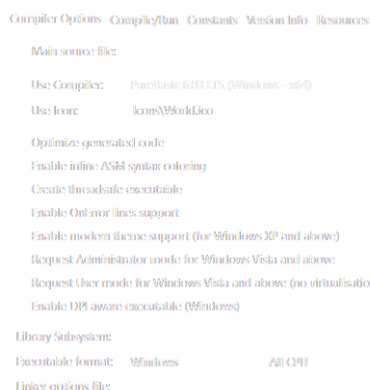 Compiler Options Compile/Run Constants Version Info Resources
Main source file:
Use Compiler: PureBasic 6.03 LTS (Windows - x64)
Use Icon: Icons\World.ico
Optimize generated code
Enable inline ASM syntax coloring
Create threadsafe executable
Enable OnError lines support
Enable modern theme support (for Windows XP and above)
Request Administrator mode for Windows Vista and above
Request User mode for Windows Vista and above (no virtualisatio
Enable DPI aware executable (Windows)
Library Subsystem:
Executable format: Windows All CPU
Linker options file: